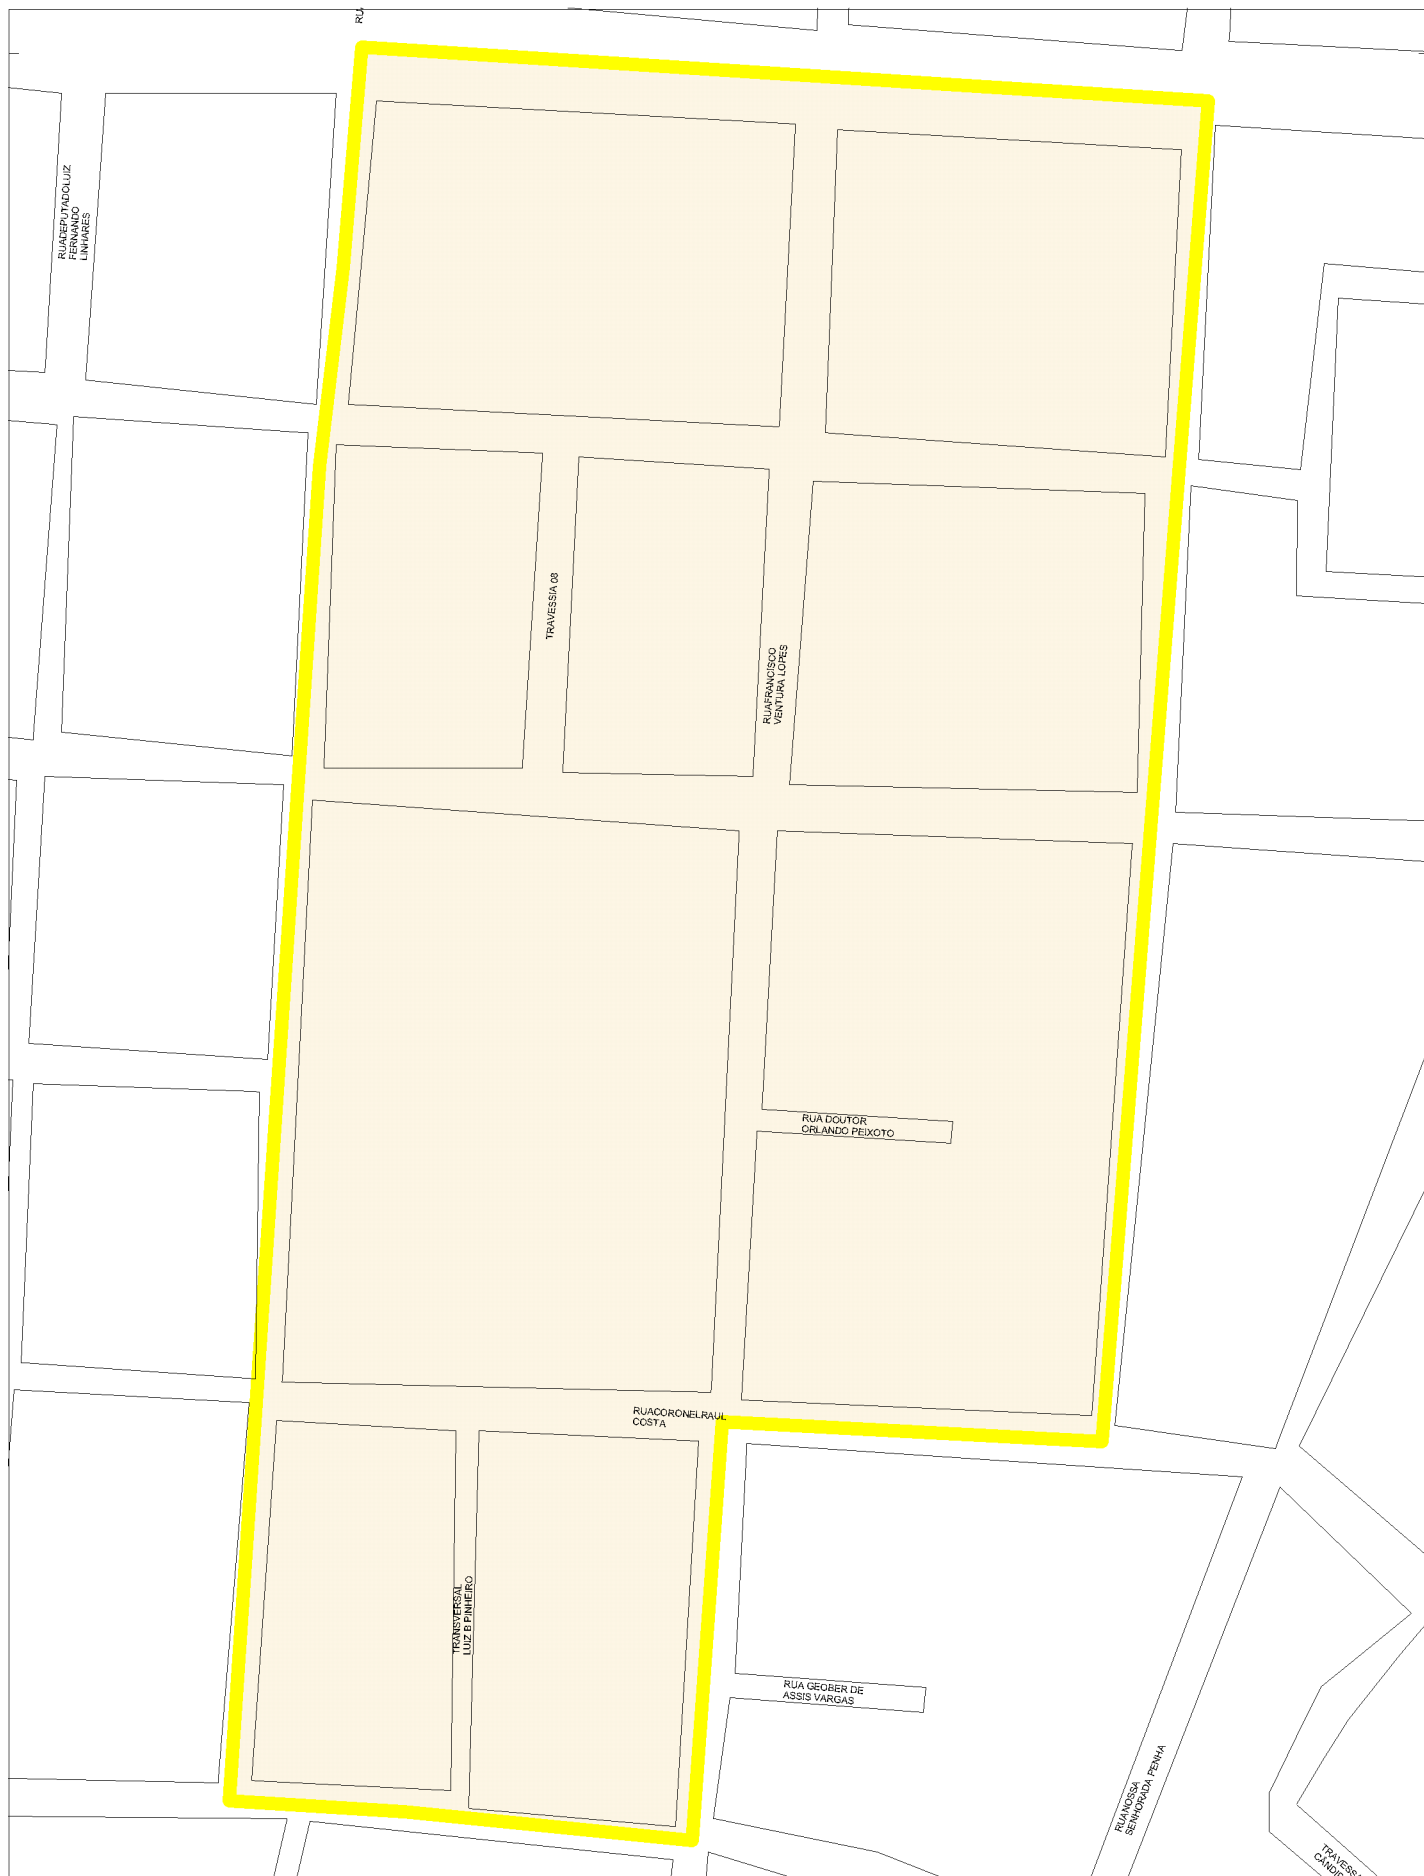 RUA
RUADEPUTADOLUIZ
FERNANDO
LINHARES
TRAVESSIA 08
RUAFRANCISCO
VENTURA LOPES
RUA DOUTOR
ORLANDO PEIXOTO
RUACORONELRAUL
COSTA
TRANSVERSAL
LUIZ B PINHEIRO
RUA GEOBER DE
ASSIS VARGAS
RUANOSSA
SENHORADA PENHA